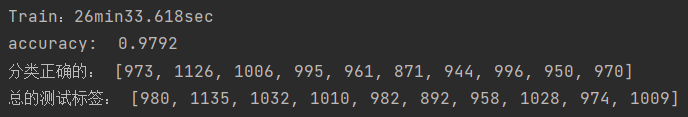 Train：26min33.618sec
accuracy:  0.9792
分类正确的： [973, 1126, 1006, 995, 961, 871, 944, 996, 950, 970]
总的测试标签： [980, 1135, 1032, 1010, 982, 892, 958, 1028, 974, 1009]